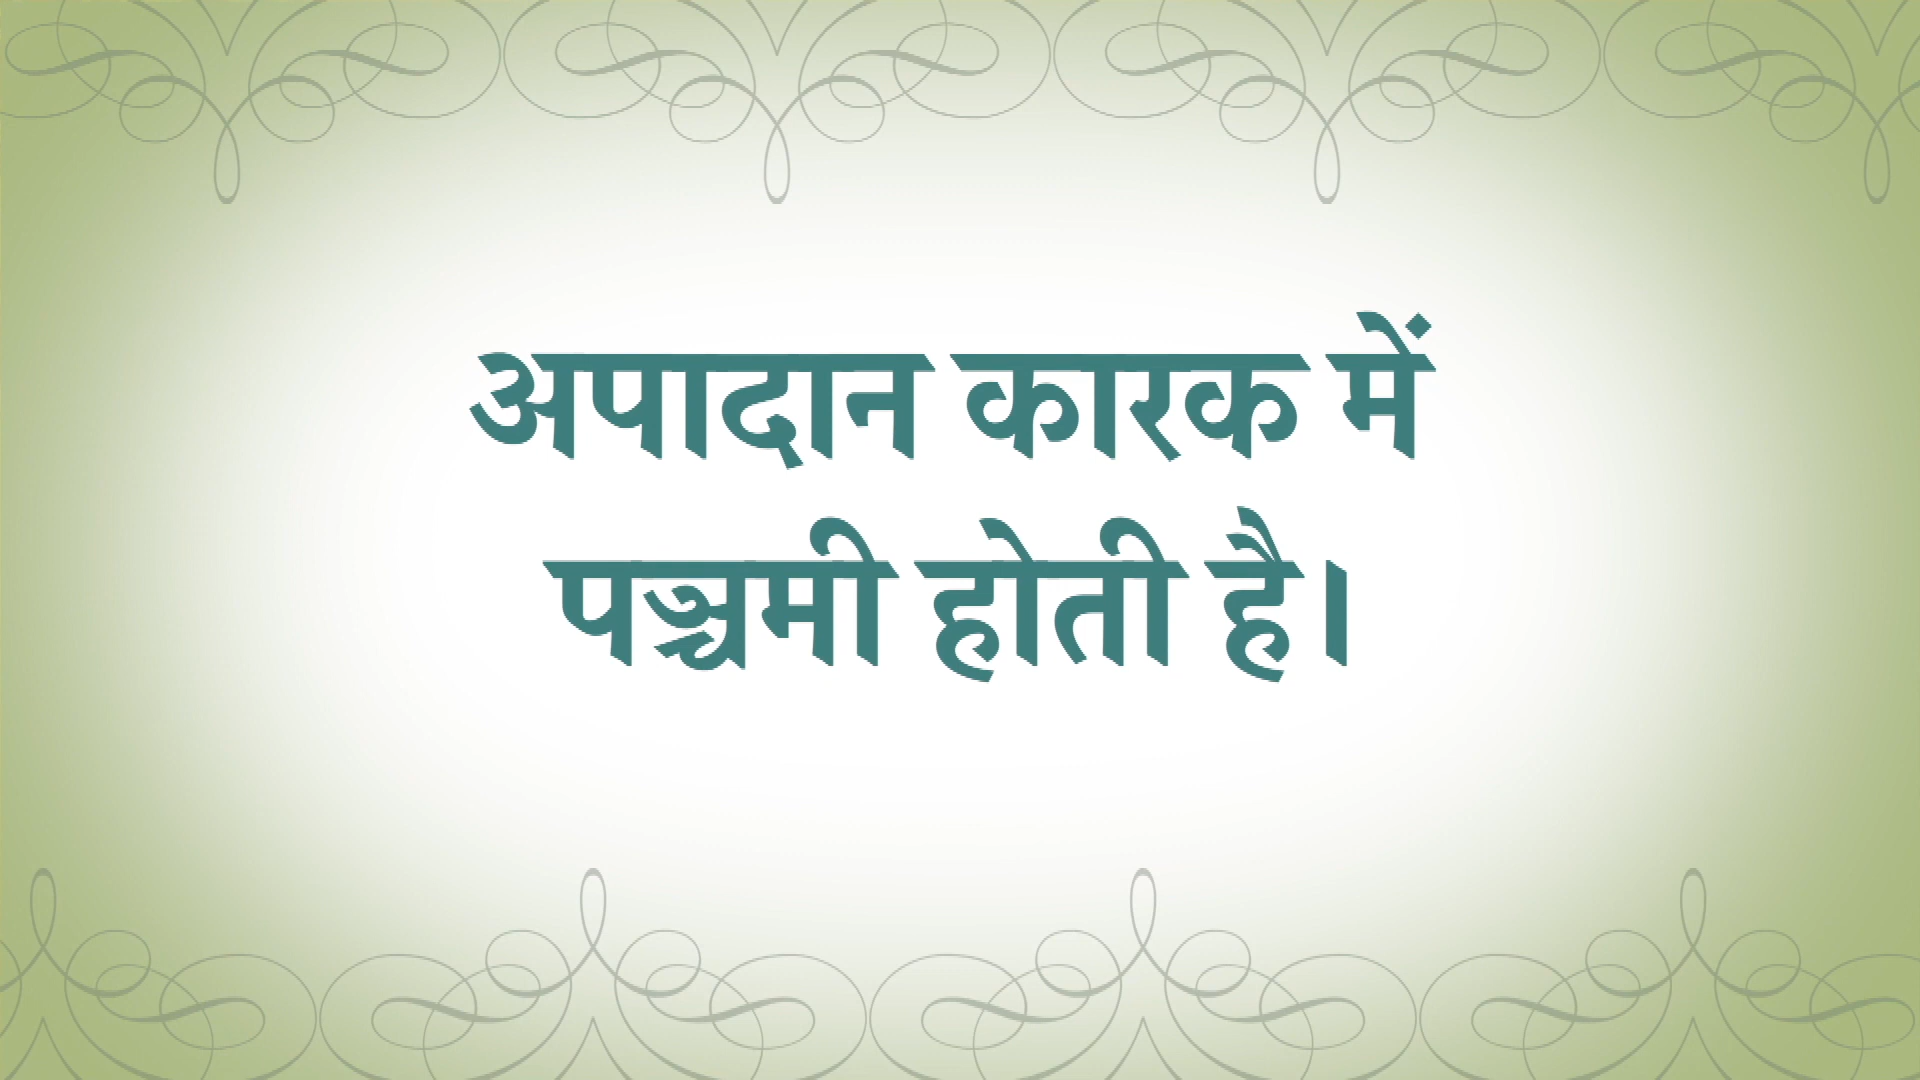 अपादान कारक में
पञ्चमी होती है।